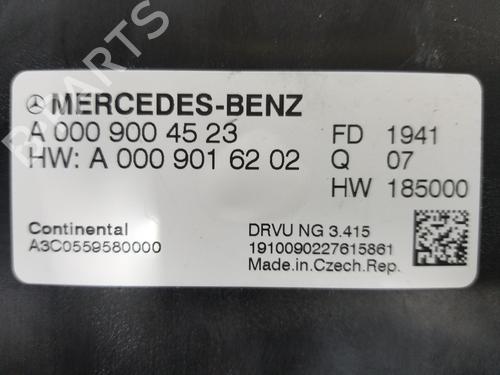 MERCEDES-BENZ
A 000 900 45 23
HW: A 000 901 62 02
FD 1941
Q 07
HW 185000
Continental
A3C0559580000
DRVU NG 3.415
1910090227615861
Made.in.Czech.Rep.